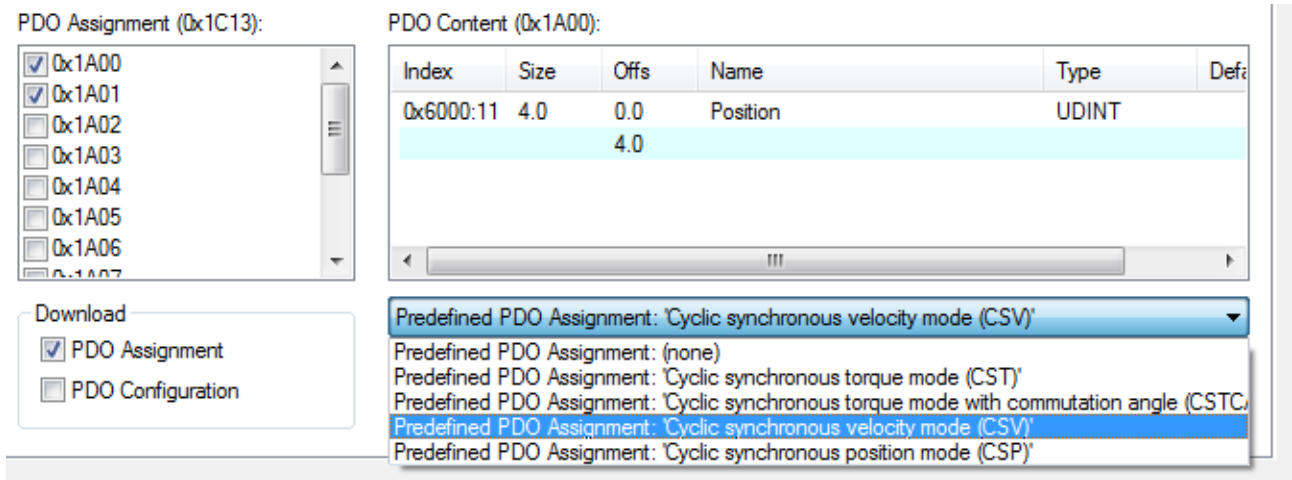 PDO Assignment (0x1C13):
0x1A00
0x1A01
0x1A02
0x1A03
0x1A04
0x1A05
0x1A06
PDO Content (0x1A00):
Index Size Offs Name Type Defa
0x6000:11 4.0 0.0 Position UDINT
4.0
Download
PDO Assignment
PDO Configuration
Predefined PDO Assignment: 'Cyclic synchronous velocity mode (CSV)'
Predefined PDO Assignment: (none)
Predefined PDO Assignment: 'Cyclic synchronous torque mode (CST)'
Predefined PDO Assignment: 'Cyclic synchronous torque mode with commutation angle (CSTCA
Predefined PDO Assignment: 'Cyclic synchronous velocity mode (CSV)'
Predefined PDO Assignment: 'Cyclic synchronous position mode (CSP)'